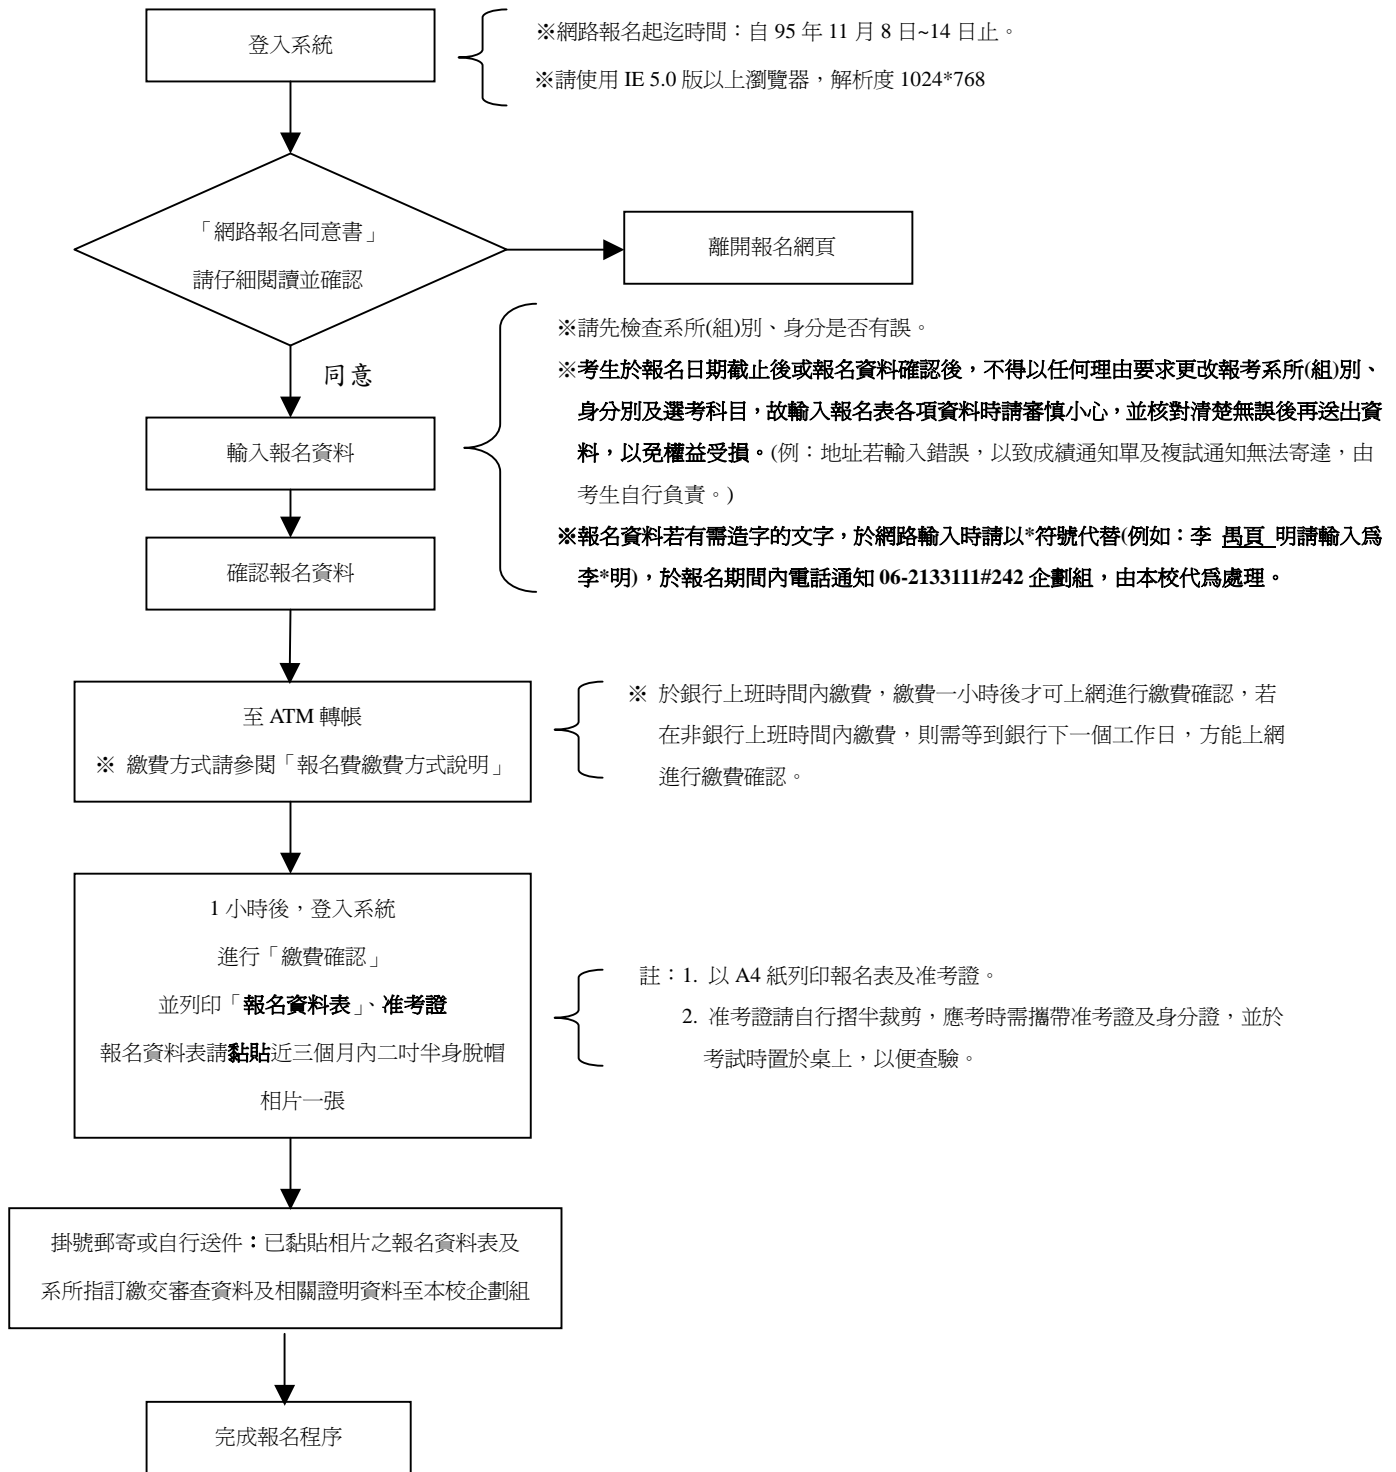 登入系統
※網路報名起迄時間：自 95 年 11 月 8 日~14 日止。
※請使用 IE 5.0 版以上瀏覽器，解析度 1024*768
「網路報名同意書」
請仔細閱讀並確認
離開報名網頁
同意
※請先檢查系所(組)別、身分是否有誤。
※考生於報名日期截止後或報名資料確認後，不得以任何理由要求更改報考系所(組)別、
身分別及選考科目，故輸入報名表各項資料時請審慎小心，並核對清楚無誤後再送出資
料，以免權益受損。(例：地址若輸入錯誤，以致成績通知單及複試通知無法寄達，由
考生自行負責。)
※報名資料若有需造字的文字，於網路輸入時請以*符號代替(例如：李 禺頁 明請輸入為
李*明)，於報名期間內電話通知 06-2133111#242 企劃組，由本校代為處理。
輸入報名資料
確認報名資料
至 ATM 轉帳
※ 繳費方式請參閱「報名費繳費方式說明」
※ 於銀行上班時間內繳費，繳費一小時後才可上網進行繳費確認，若
在非銀行上班時間內繳費，則需等到銀行下一個工作日，方能上網
進行繳費確認。
1 小時後，登入系統
進行「繳費確認」
並列印「報名資料表」、准考證
報名資料表請黏貼近三個月內二吋半身脫帽
相片一張
註：1. 以 A4 紙列印報名表及准考證。
2. 准考證請自行摺半裁剪，應考時需攜帶准考證及身分證，並於
考試時置於桌上，以便查驗。
掛號郵寄或自行送件：已黏貼相片之報名資料表及
系所指訂繳交審查資料及相關證明資料至本校企劃組
完成報名程序